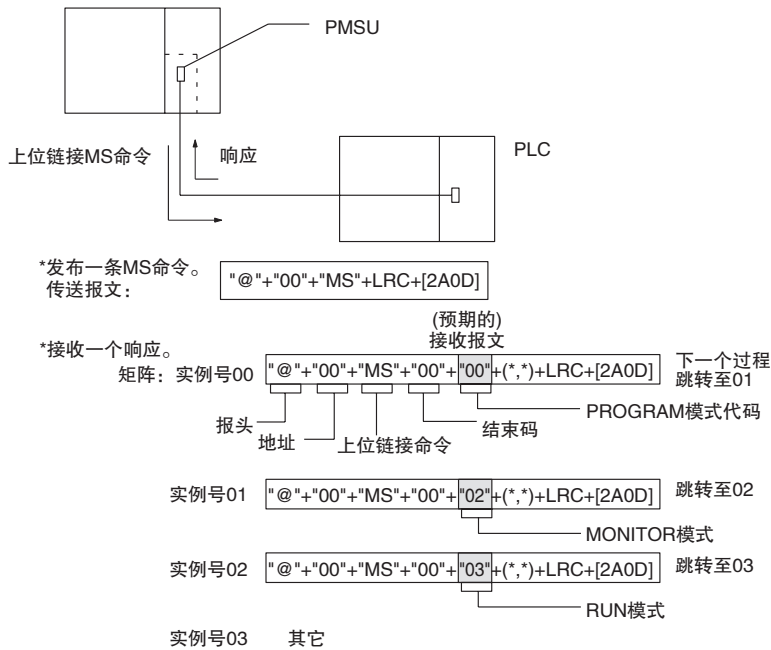 PMSU
上位链接MS命令
响应
PLC
*发布一条MS命令。
传送报文：
"@"+"00"+"MS"+LRC+[2A0D]
(预期的)
接收报文
*接收一个响应。
矩阵：实例号00
"@"+"00"+"MS"+"00"+"00"+(*,*)+LRC+[2A0D]
下一个过程
跳转至01
报头
地址
上位链接命令
结束码
PROGRAM模式代码
实例号01
"@"+"00"+"MS"+"00"+"02"+(*,*)+LRC+[2A0D]
跳转至02
MONITOR模式
实例号02
"@"+"00"+"MS"+"00"+"03"+(*,*)+LRC+[2A0D]
跳转至03
RUN模式
实例号03 其它